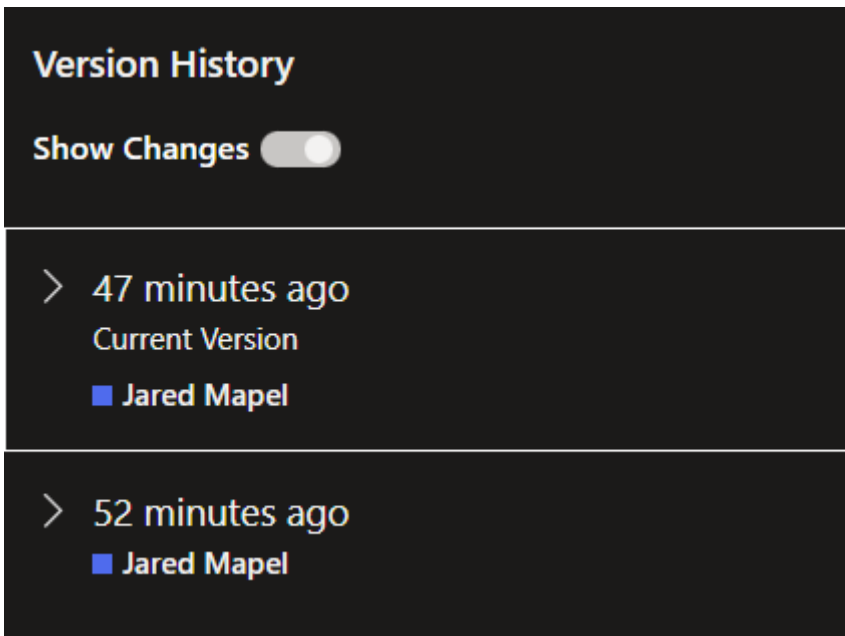 Version History
Show Changes
47 minutes ago
Current Version
Jared Mapel
52 minutes ago
Jared Mapel